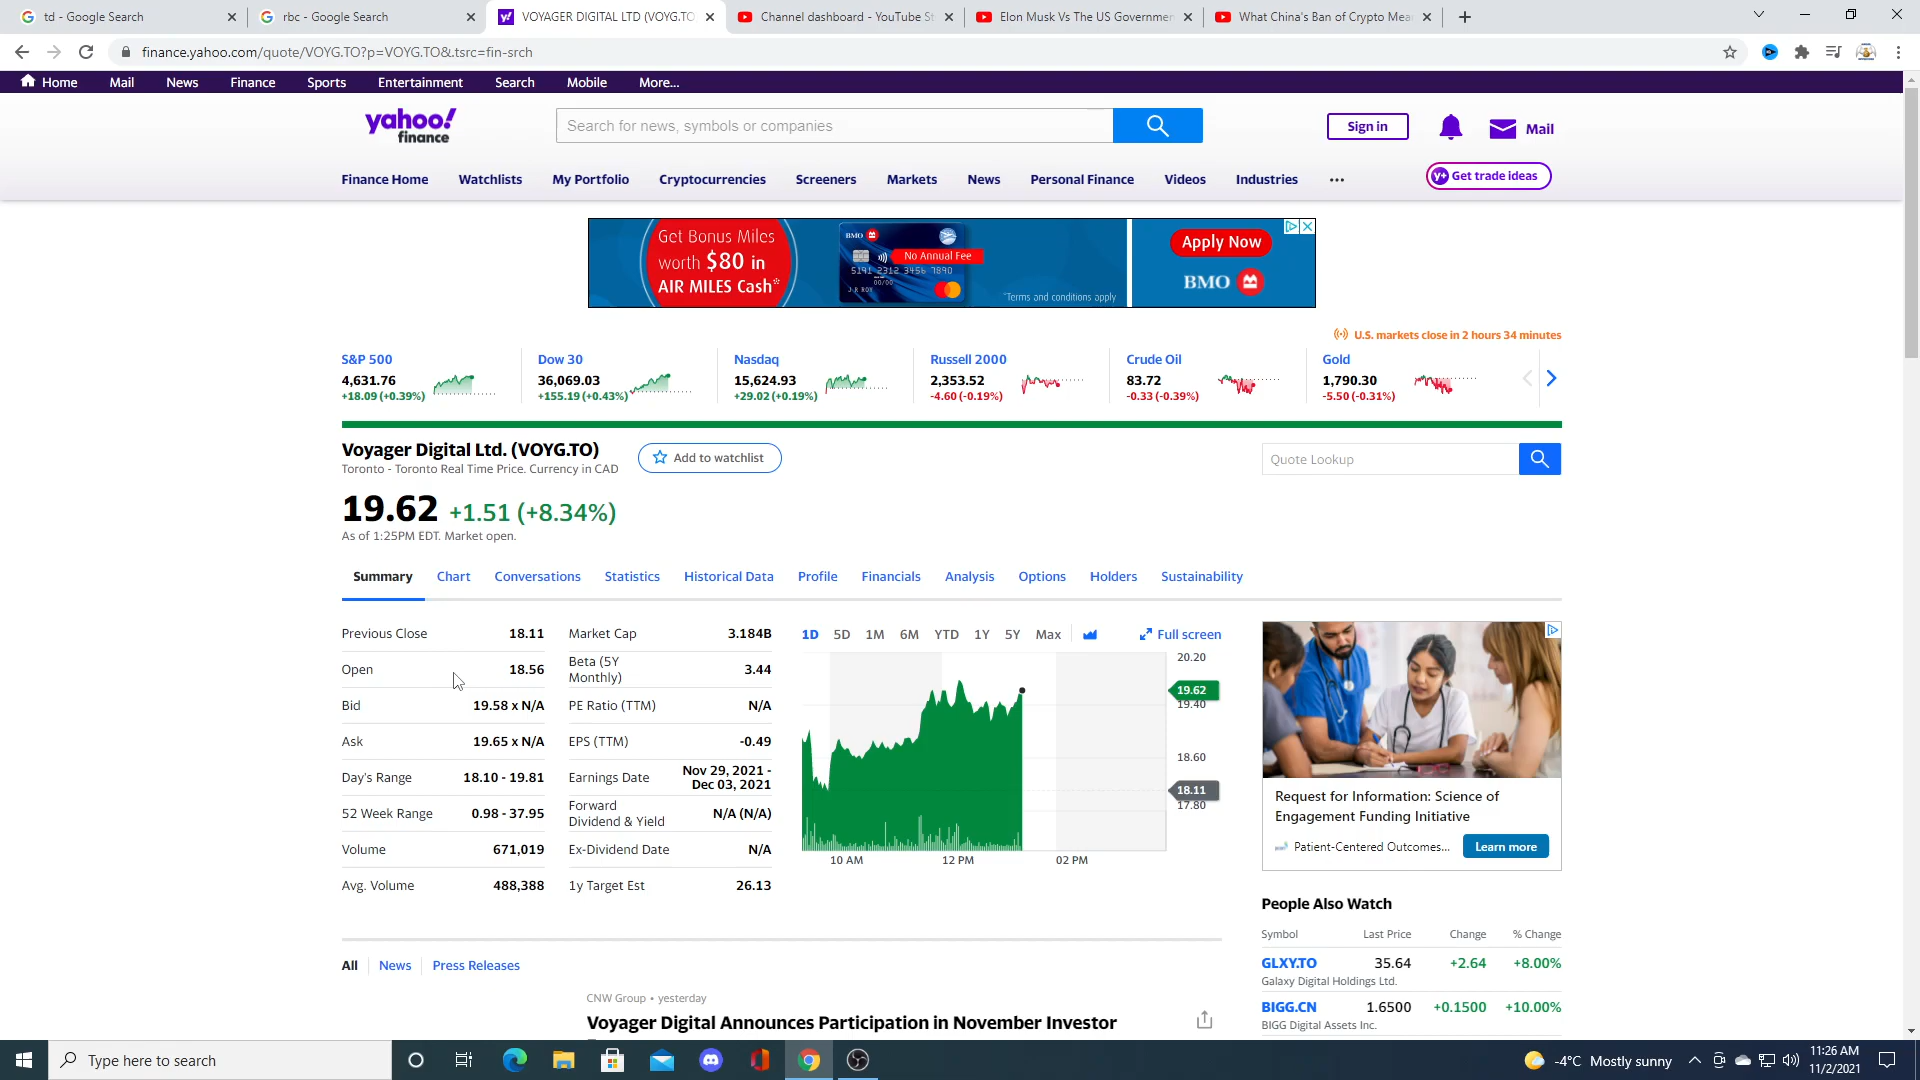 td - Google Search
rbc - Google Search
VOYAGER DIGITAL LTD (VOYG.TO
Channel dashboard - YouTube St
Elon Musk Vs The US Governmen
What China's Ban of Crypto Mea
finance.yahoo.com/quote/VOYG.TO?p=VOYG.TO&.tsrc=fin-srch
Home Mail News Finance Sports Entertainment Search Mobile More...
yahoo!
finance
Search for news, symbols or companies
Sign in
Mail
Finance Home Watchlists My Portfolio Cryptocurrencies Screeners Markets News Personal Finance Videos Industries ...
y+ Get trade ideas
Get Bonus Miles
worth $80 in
AIR MILES Cash*
BMO
No Annual Fee
5191 2312 3456 7890
00/00
J R ROY
*Terms and conditions apply
Apply Now
BMO
U.S. markets close in 2 hours 34 minutes
S&P 500
4,631.76
+18.09 (+0.39%)
Dow 30
36,069.03
+155.19 (+0.43%)
Nasdaq
15,624.93
+29.02 (+0.19%)
Russell 2000
2,353.52
-4.60 (-0.19%)
Crude Oil
83.72
-0.33 (-0.39%)
Gold
1,790.30
-5.50 (-0.31%)
Voyager Digital Ltd. (VOYG.TO)
Toronto - Toronto Real Time Price. Currency in CAD
Add to watchlist
Quote Lookup
19.62 +1.51 (+8.34%)
As of 1:25PM EDT. Market open.
Summary Chart Conversations Statistics Historical Data Profile Financials Analysis Options Holders Sustainability
Previous Close 18.11
Open 18.56
Bid 19.58 x N/A
Ask 19.65 x N/A
Day's Range 18.10 - 19.81
52 Week Range 0.98 - 37.95
Volume 671,019
Avg. Volume 488,388
Market Cap 3.184B
Beta (5Y
Monthly) 3.44
PE Ratio (TTM) N/A
EPS (TTM) -0.49
Earnings Date Nov 29, 2021 -
Dec 03, 2021
Forward
Dividend & Yield N/A (N/A)
Ex-Dividend Date N/A
1y Target Est 26.13
1D 5D 1M 6M YTD 1Y 5Y Max Full screen
20.20
19.62
19.40
18.60
18.11
17.80
10 AM 12 PM 02 PM
Request for Information: Science of
Engagement Funding Initiative
Patient-Centered Outcomes...
Learn more
People Also Watch
Symbol Last Price Change % Change
GLXY.TO 35.64 +2.64 +8.00%
Galaxy Digital Holdings Ltd.
BIGG.CN 1.6500 +0.1500 +10.00%
BIGG Digital Assets Inc.
All News Press Releases
CNW Group • yesterday
Voyager Digital Announces Participation in November Investor
Type here to search
-4°C Mostly sunny
11:26 AM
11/2/2021